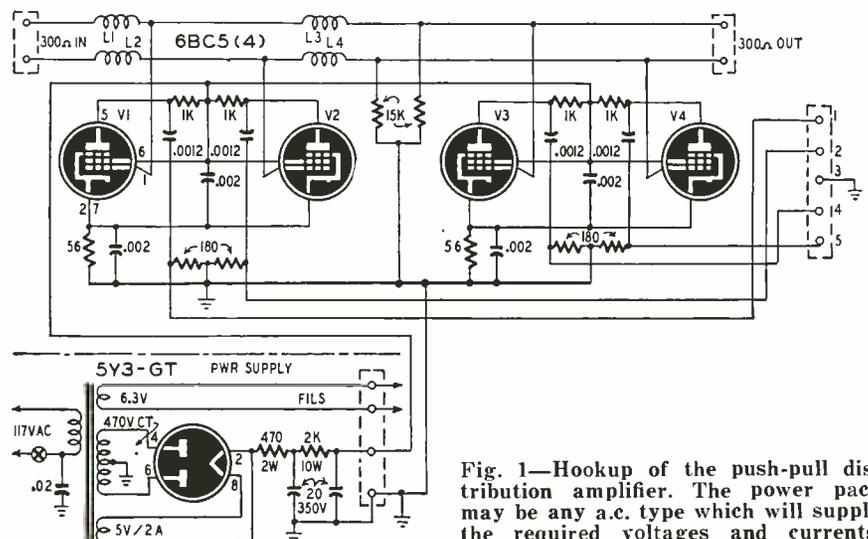 300Ω IN
L1
L2
6BC5(4)
L3
L4
300Ω OUT
5
V1
1K
1K
V2
15K
V3
1K
1K
V4
1
6
1
.0012
.0012
.0012
.0012
2
.002
.002
3
2 7
4
56
.002
180
56
.002
180
5
5Y3-GT
PWR SUPPLY
6.3V
FILS
117VAC
470V CT
4
470
2W
2K
10W
2
6
8
20
350V
.02
5V/2A
Fig. 1—Hookup of the push-pull dis-
tribution amplifier. The power pac
may be any a.c. type which will suppl
the required voltages and currents